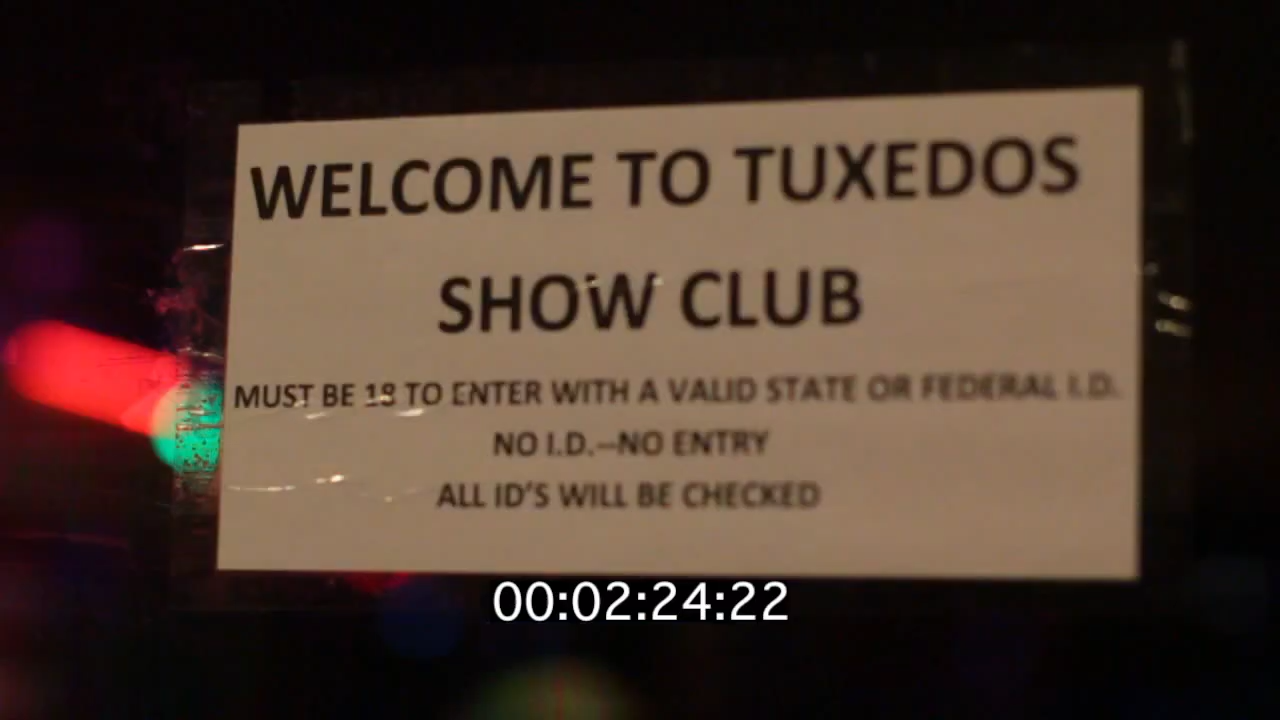 WELCOME TO TUXEDOS
SHOW CLUB
MUST BE 18 TO ENTER WITH A VALID STATE OR FEDERAL I.D.
NO I.D.--NO ENTRY
ALL ID'S WILL BE CHECKED
00:02:24:22